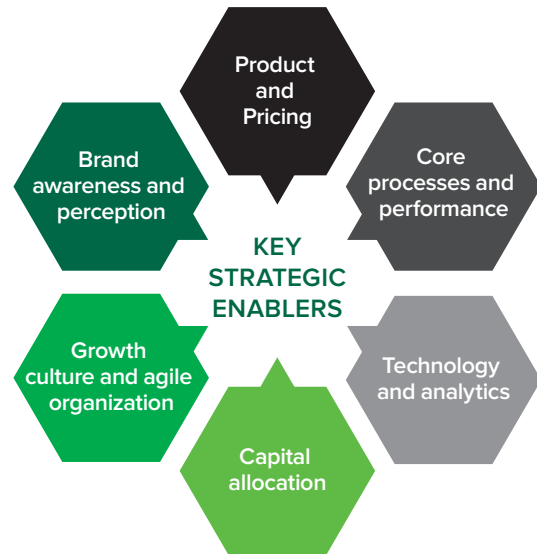 Product
and
Pricing
Brand
awareness and
perception
Core
processes and
performance
KEY
STRATEGIC
ENABLERS
Growth
culture and agile
organization
Technology
and analytics
Capital
allocation